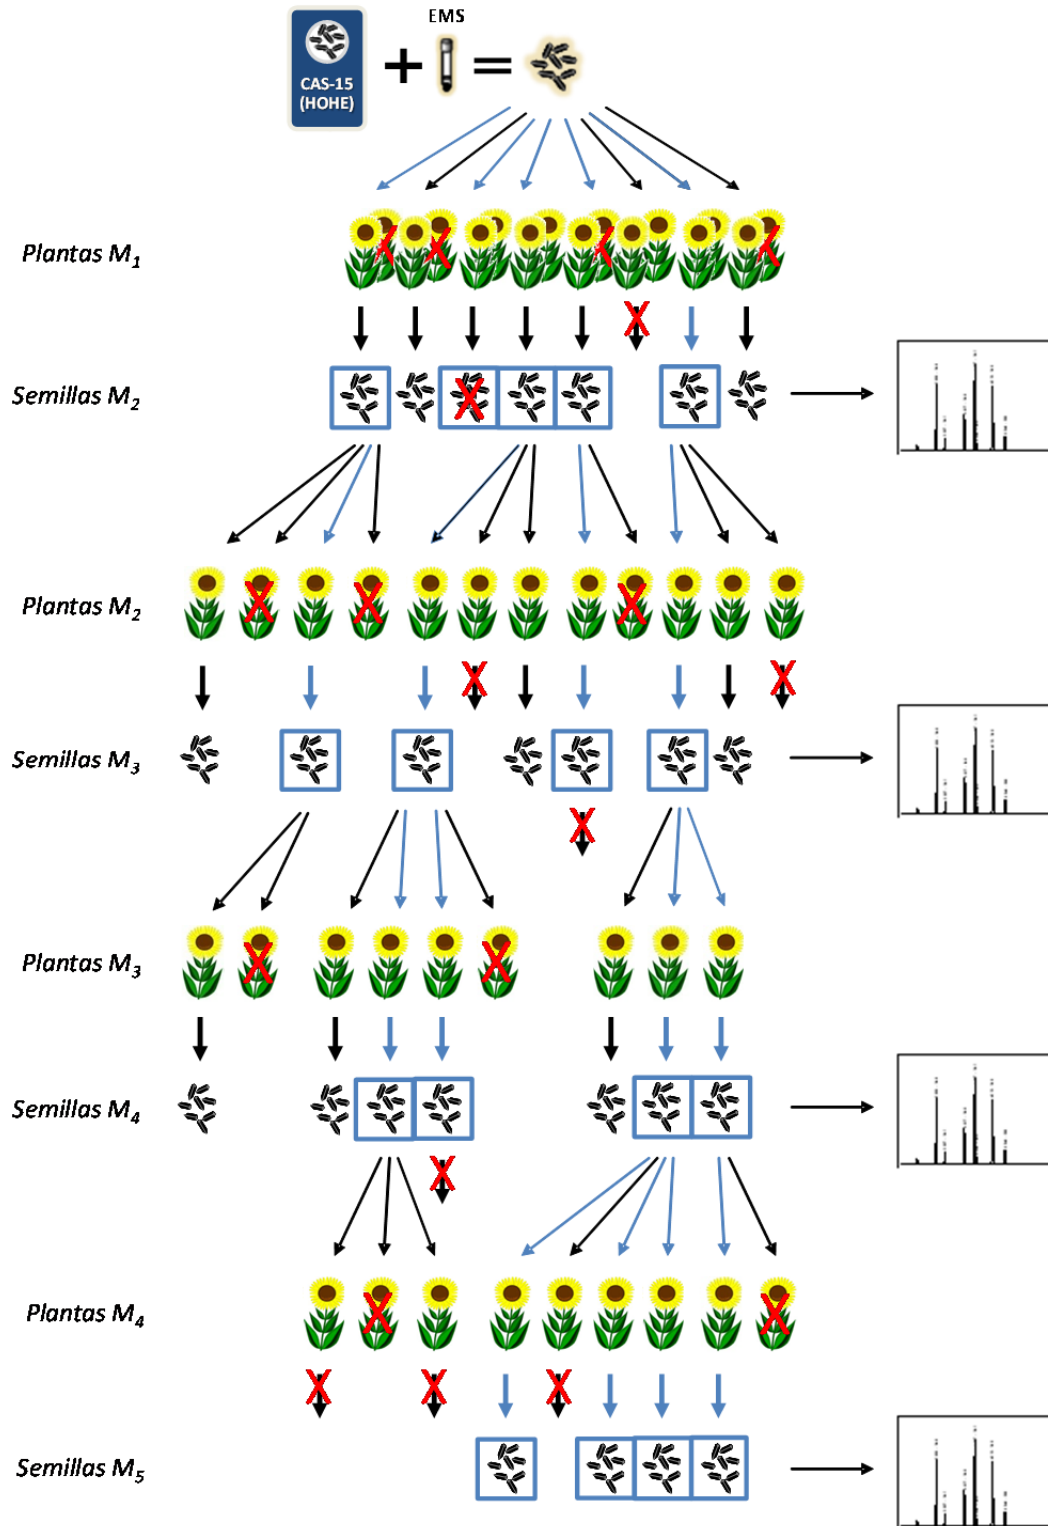 EMS
CAS-15
(HOHE)
Plantas M1
Semillas M2
Plantas M2
Semillas M3
Plantas M3
Semillas M4
Plantas M4
Semillas M5